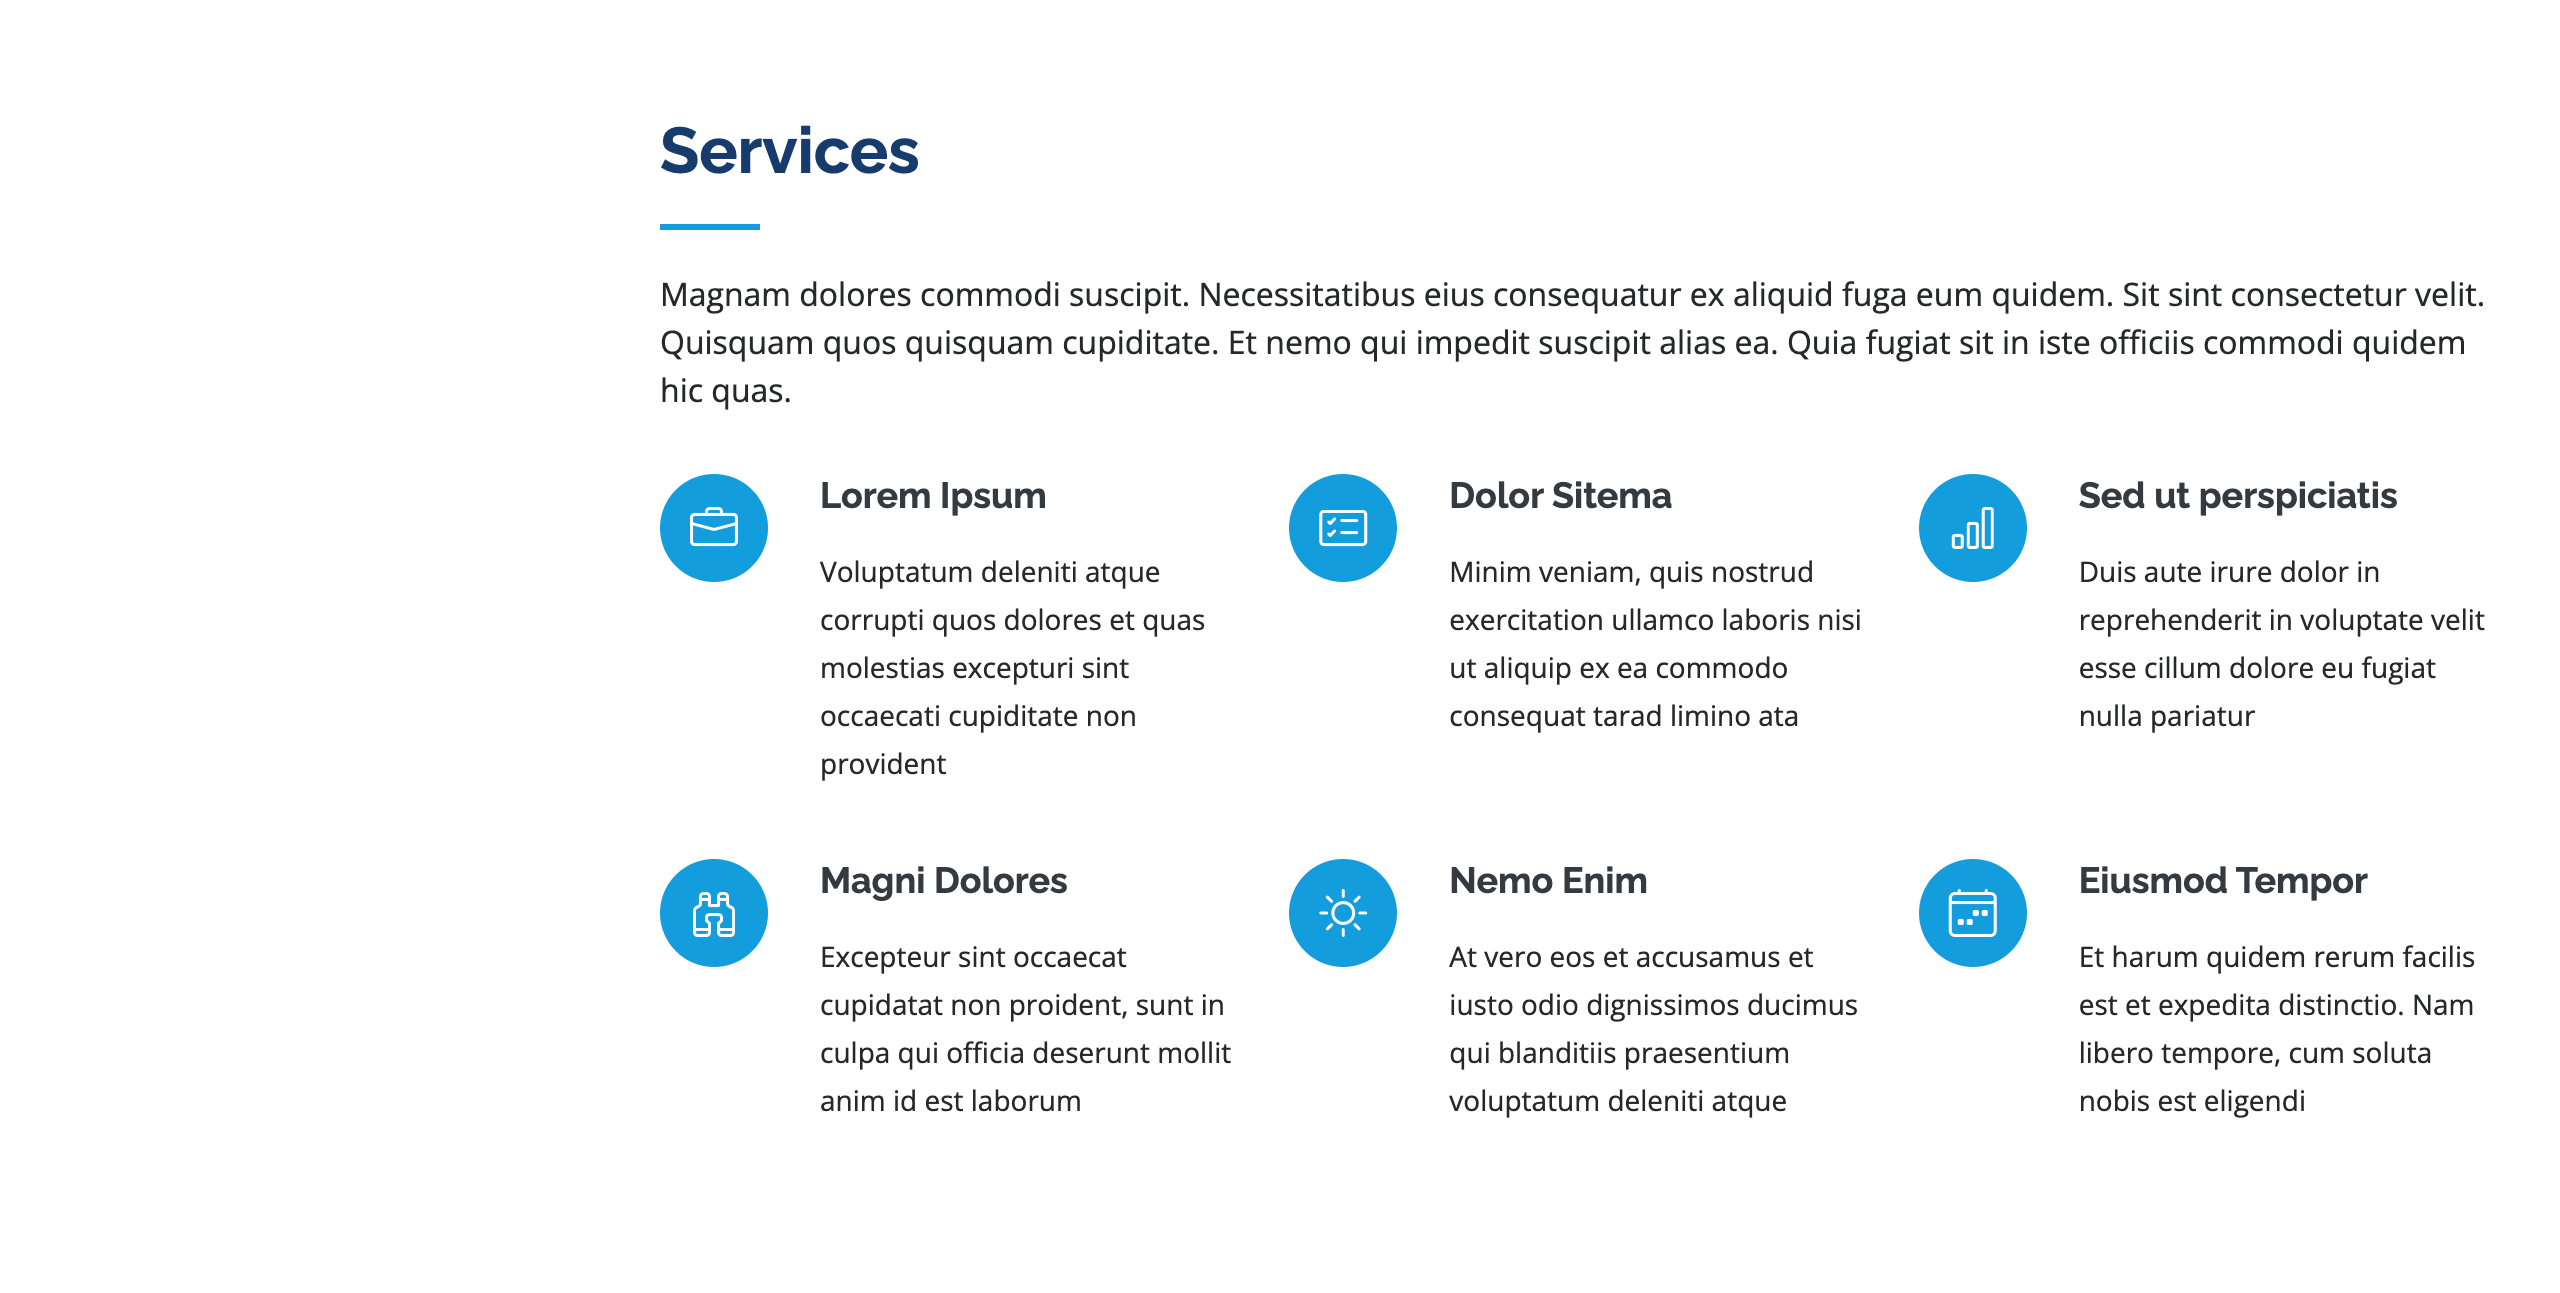 Services
Magnam dolores commodi suscipit. Necessitatibus eius consequatur ex aliquid fuga eum quidem. Sit sint consectetur velit.
Quisquam quos quisquam cupiditate. Et nemo qui impedit suscipit alias ea. Quia fugiat sit in iste officiis commodi quidem
hic quas.
Lorem Ipsum
Voluptatum deleniti atque
corrupti quos dolores et quas
molestias excepturi sint
occaecati cupiditate non
provident
Dolor Sitema
Minim veniam, quis nostrud
exercitation ullamco laboris nisi
ut aliquip ex ea commodo
consequat tarad limino ata
Sed ut perspiciatis
Duis aute irure dolor in
reprehenderit in voluptate velit
esse cillum dolore eu fugiat
nulla pariatur
Magni Dolores
Excepteur sint occaecat
cupidatat non proident, sunt in
culpa qui officia deserunt mollit
anim id est laborum
Nemo Enim
At vero eos et accusamus et
iusto odio dignissimos ducimus
qui blanditiis praesentium
voluptatum deleniti atque
Eiusmod Tempor
Et harum quidem rerum facilis
est et expedita distinctio. Nam
libero tempore, cum soluta
nobis est eligendi